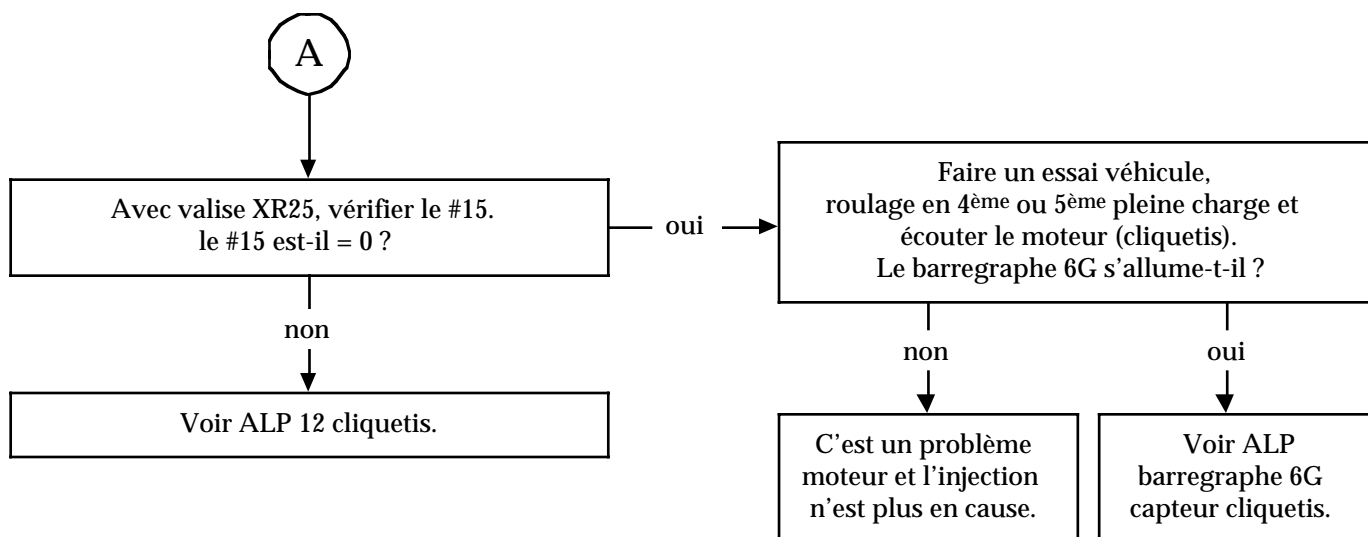 A
Avec valise XR25, vérifier le #15.
le #15 est-il = 0 ?
oui
Faire un essai véhicule,
roulage en 4ème ou 5ème pleine charge et
écouter le moteur (cliquetis).
Le barregraphe 6G s’allume-t-il ?
non
Voir ALP 12 cliquetis.
non
oui
C’est un problème
moteur et l’injection
n’est plus en cause.
Voir ALP
barregraphe 6G
capteur cliquetis.